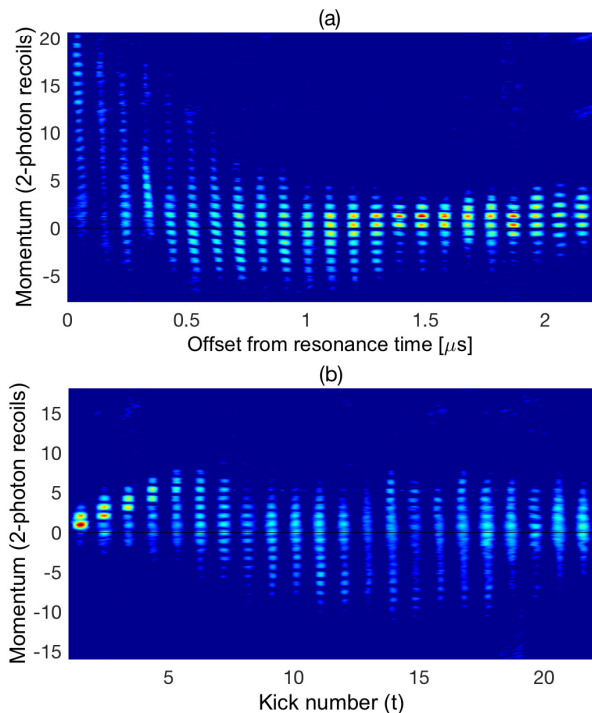 (a)
20
15
10
5
0
-5
Momentum (2-photon recoils)
0 0.5 1 1.5 2
Offset from resonance time [μs]
(b)
15
10
5
0
-5
-10
-15
Momentum (2-photon recoils)
5 10 15 20
Kick number (t)